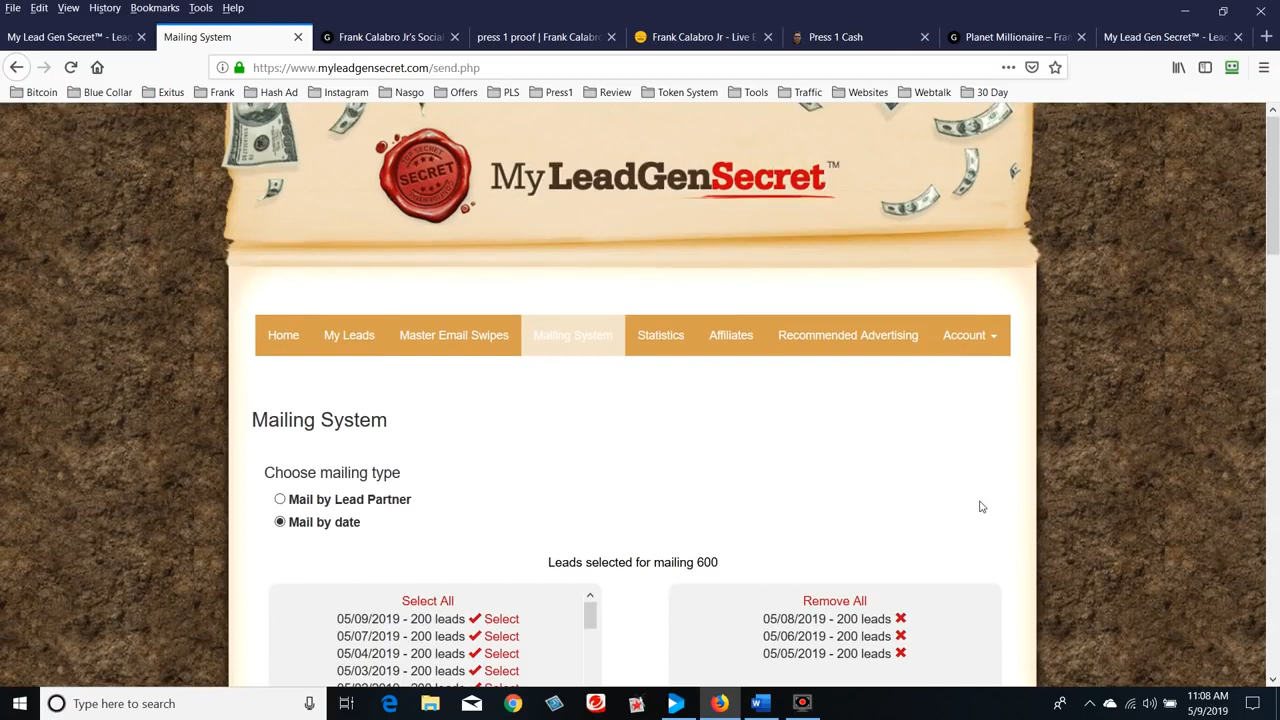 File Edit View History Bookmarks Tools Help
My Lead Gen Secret™ - Lea
Mailing System
Frank Calabro Jr's Social
press 1 proof | Frank Calabr
Frank Calabro Jr - Live E
Press 1 Cash
Planet Millionaire – Fran
My Lead Gen Secret™ - Lea
https://www.myleadgensecret.com/send.php
Bitcoin Blue Collar Exitus Frank Hash Ad Instagram Nasgo Offers PLS Press1 Review Token System Tools Traffic Websites Webtalk 30 Day
SECRET
MyLeadGenSecret™
Home My Leads Master Email Swipes Mailing System Statistics Affiliates Recommended Advertising Account
Mailing System
Choose mailing type
Mail by Lead Partner
Mail by date
Leads selected for mailing 600
Select All
05/09/2019 - 200 leads Select
05/07/2019 - 200 leads Select
05/04/2019 - 200 leads Select
05/03/2019 - 200 leads Select
Remove All
05/08/2019 - 200 leads
05/06/2019 - 200 leads
05/05/2019 - 200 leads
Type here to search
11:08 AM
5/9/2019